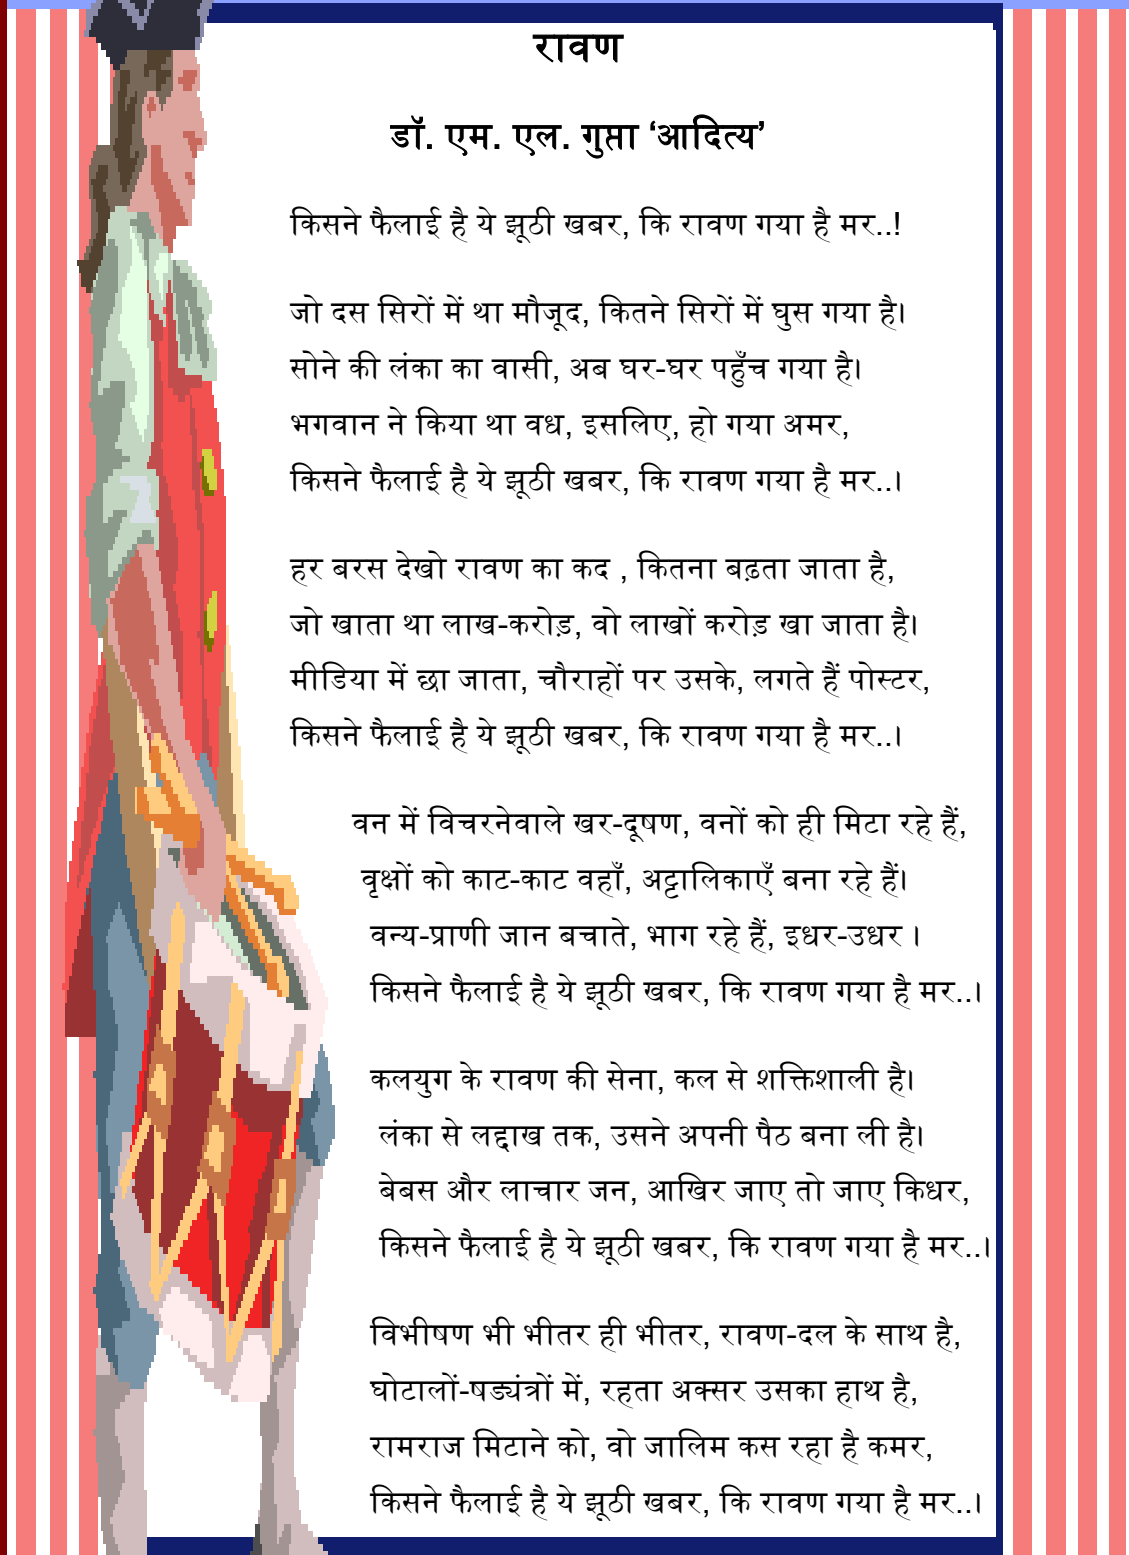 रावण
डॉ. एम. एल. गुप्ता ‘आदित्य’
किसने फैलाई है ये झूठी खबर, कि रावण गया है मर..!
जो दस सिरों में था मौजूद, कितने सिरों में घुस गया है।
सोने की लंका का वासी, अब घर-घर पहुँच गया है।
भगवान ने किया था वध, इसलिए, हो गया अमर,
किसने फैलाई है ये झूठी खबर, कि रावण गया है मर..।
हर बरस देखो रावण का कद , कितना बढ़ता जाता है,
जो खाता था लाख-करोड़, वो लाखों करोड़ खा जाता है।
मीडिया में छा जाता, चौराहों पर उसके, लगते हैं पोस्टर,
किसने फैलाई है ये झूठी खबर, कि रावण गया है मर..।
वन में विचरनेवाले खर-दूषण, वनों को ही मिटा रहे हैं,
वृक्षों को काट-काट वहाँ, अट्टालिकाएँ बना रहे हैं।
वन्य-प्राणी जान बचाते, भाग रहे हैं, इधर-उधर ।
किसने फैलाई है ये झूठी खबर, कि रावण गया है मर..।
कलयुग के रावण की सेना, कल से शक्तिशाली है।
लंका से लद्दाख तक, उसने अपनी पैठ बना ली है।
बेबस और लाचार जन, आखिर जाए तो जाए किधर,
किसने फैलाई है ये झूठी खबर, कि रावण गया है मर..।
विभीषण भी भीतर ही भीतर, रावण-दल के साथ है,
घोटालों-षड्यंत्रों में, रहता अक्सर उसका हाथ है,
रामराज मिटाने को, वो जालिम कस रहा है कमर,
किसने फैलाई है ये झूठी खबर, कि रावण गया है मर..।